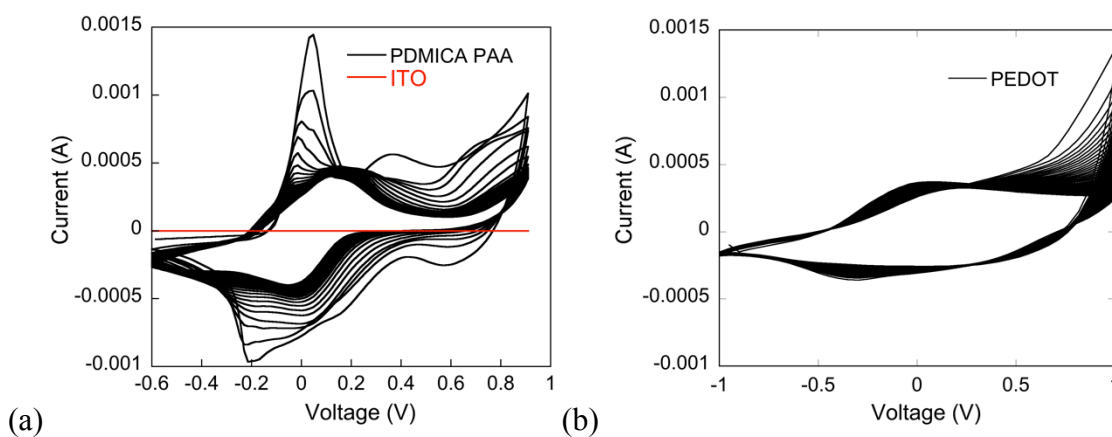 0.0015
0.001
0.0005
0
-0.0005
-0.001
Current (A)
PDMICA PAA
ITO
-0.6 -0.4 -0.2 0 0.2 0.4 0.6 0.8 1
Voltage (V)
(a)
0.0015
0.001
0.0005
0
-0.0005
-0.001
Current (A)
PEDOT
-1 -0.5 0 0.5 1
Voltage (V)
(b)